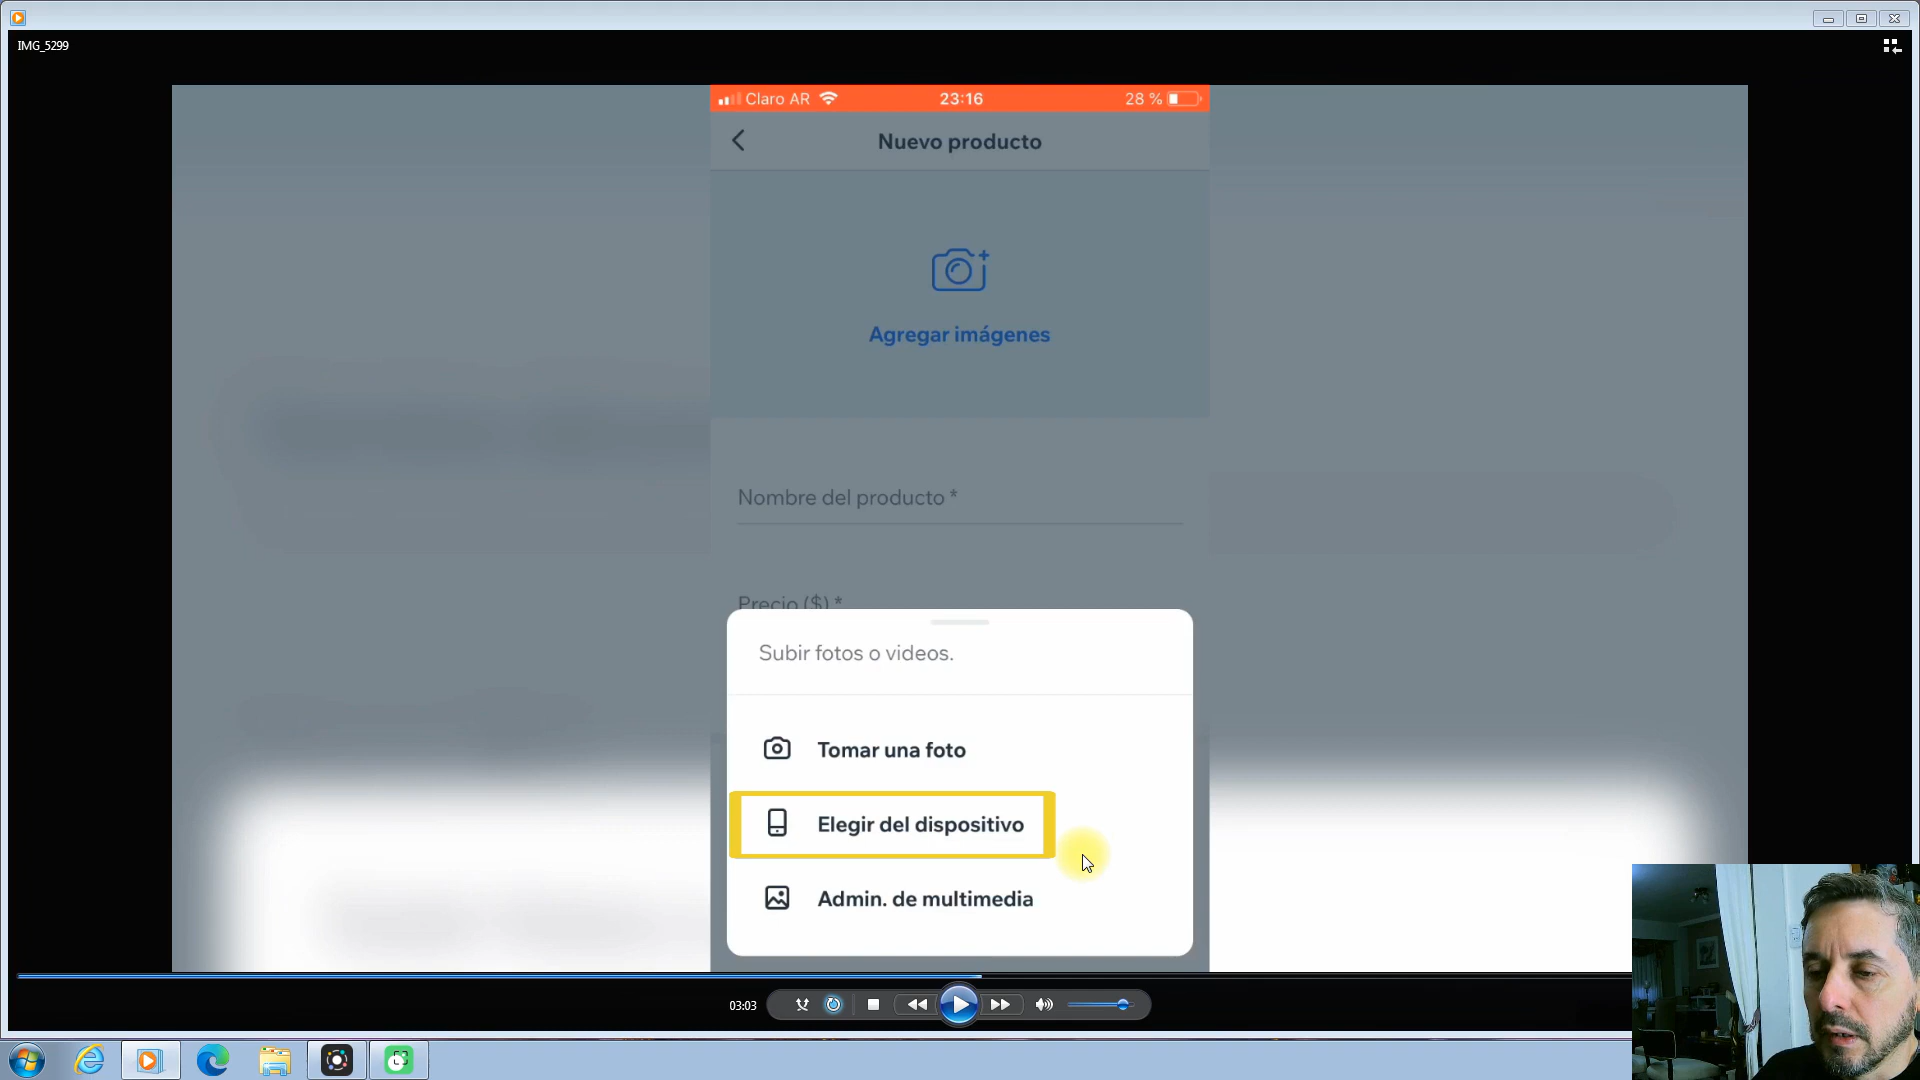 IMG_5299
Claro AR 23:16 28 %
Nuevo producto
Agregar imágenes
Nombre del producto *
Precio ($) *
Subir fotos o videos.
Tomar una foto
Elegir del dispositivo
Admin. de multimedia
03:03